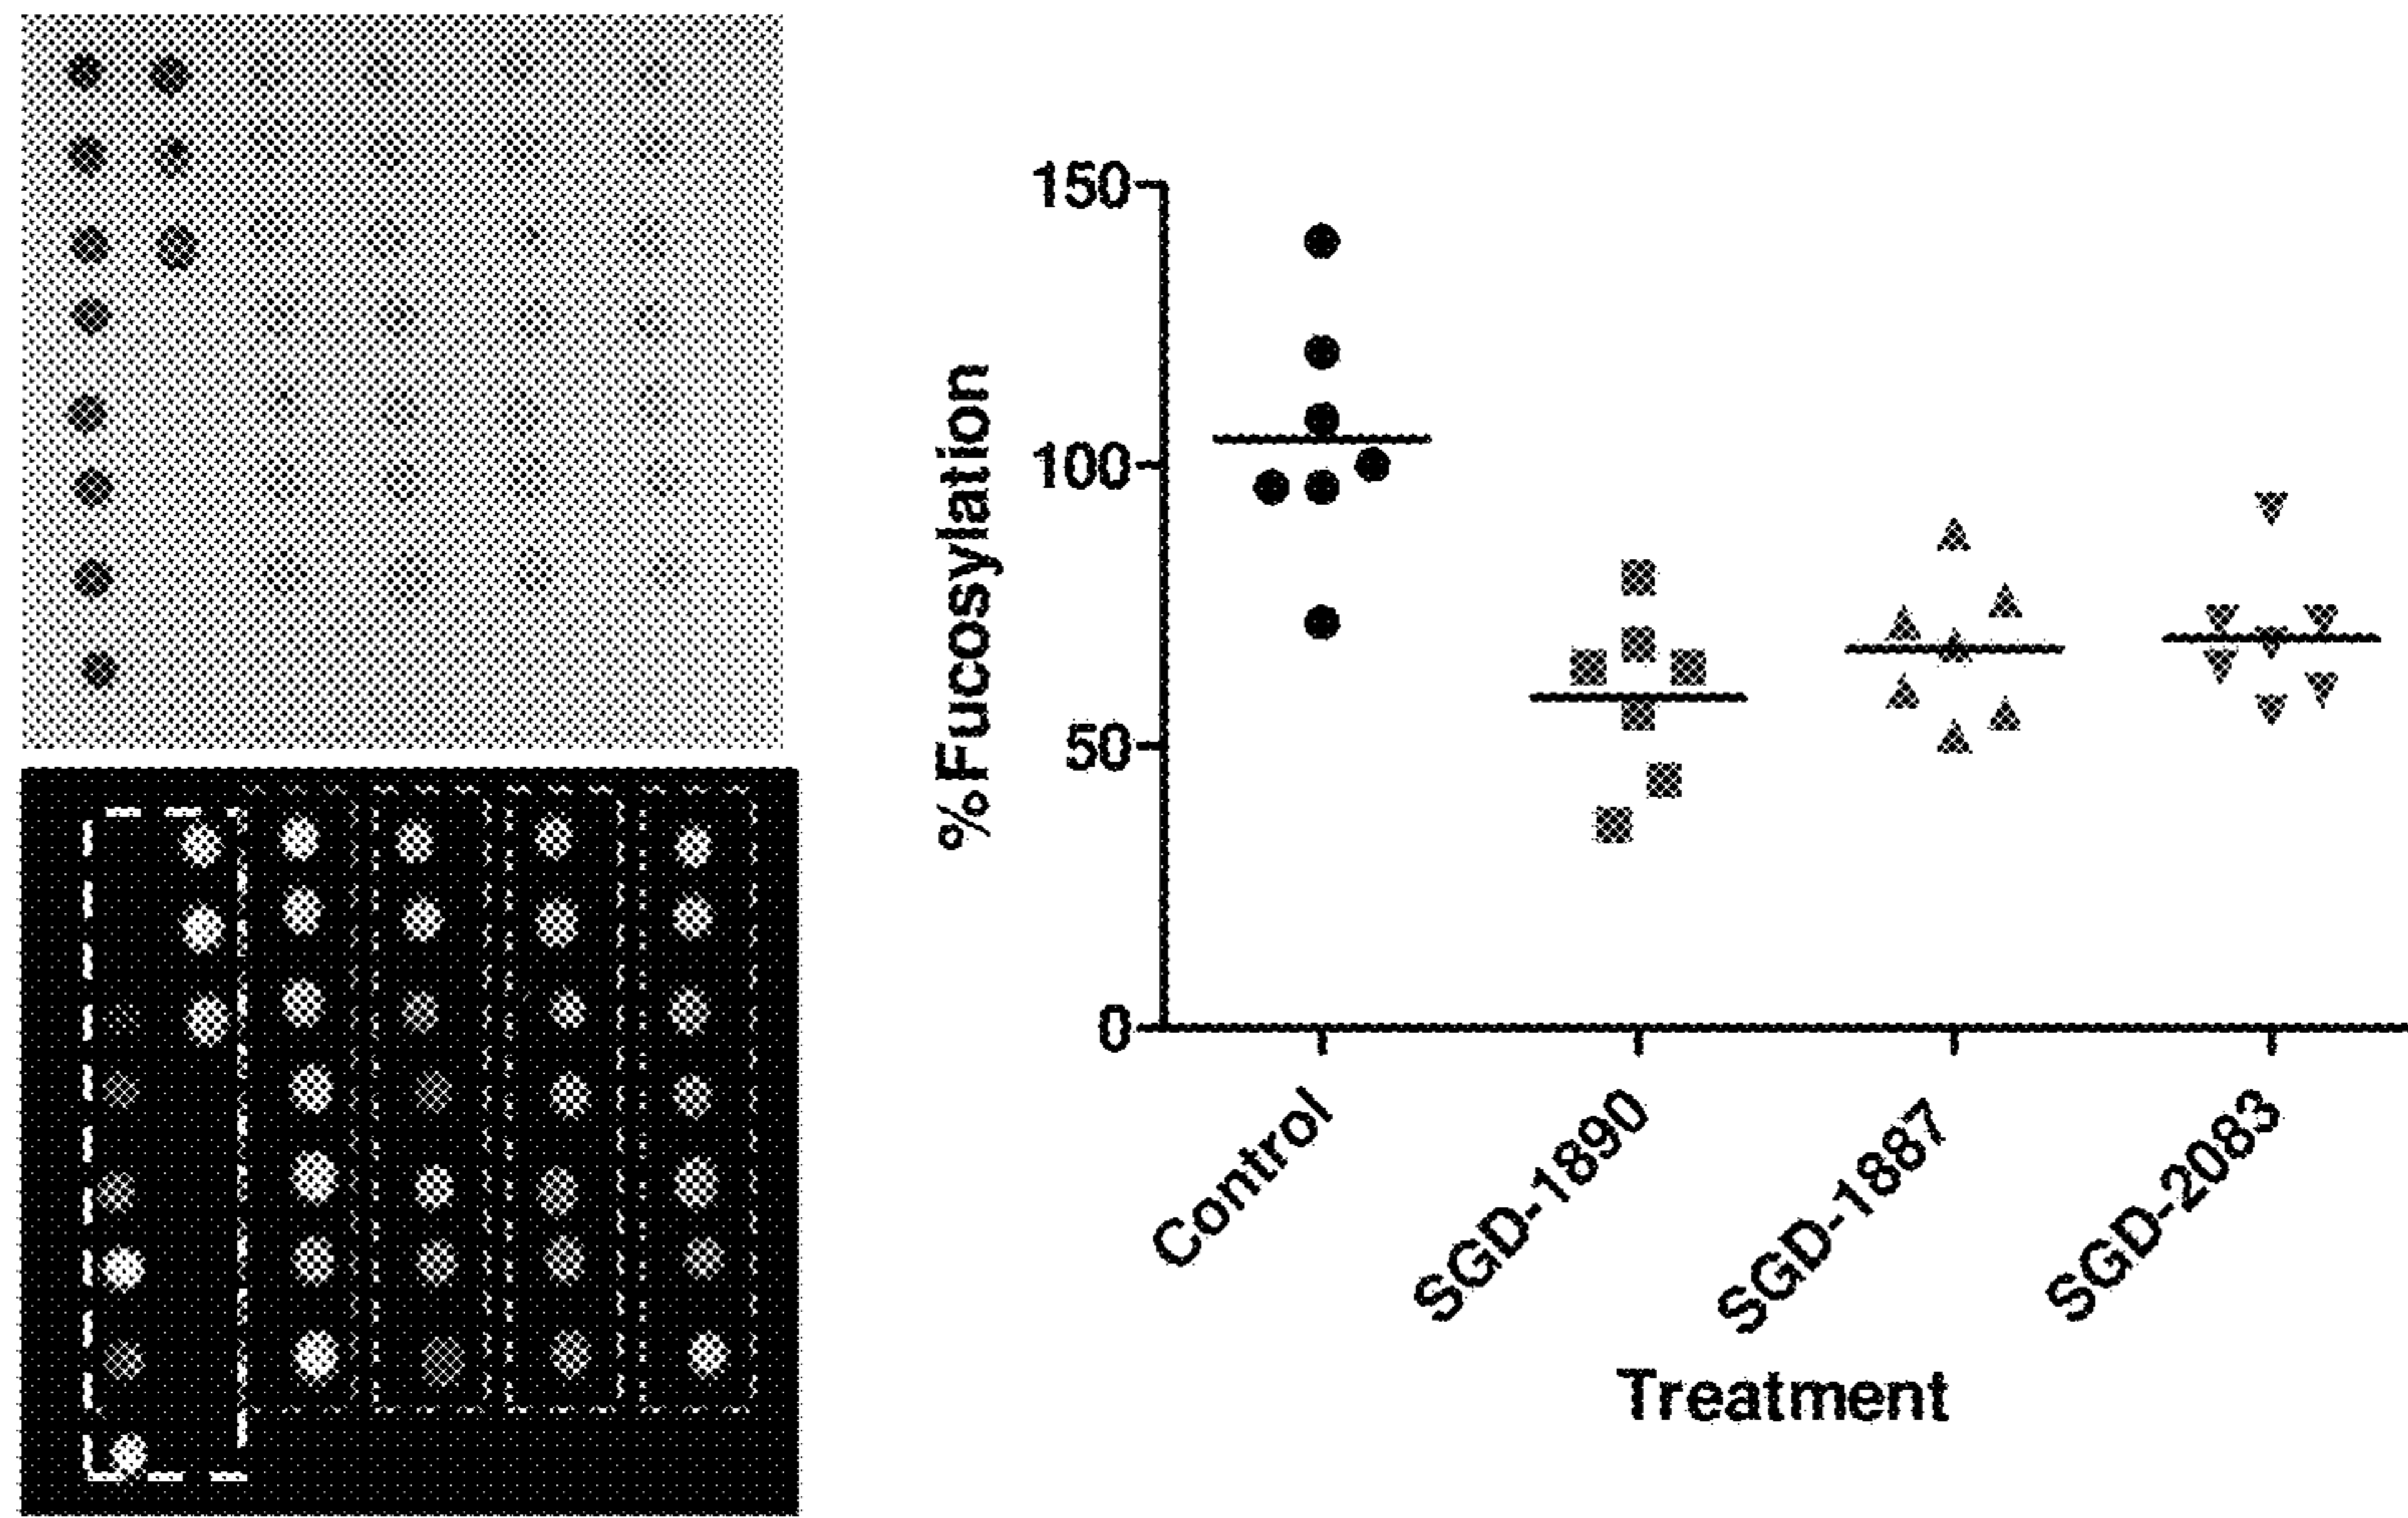 150
100
50
0
%Fucosylation
Control
SGD-1890
SGD-1887
SGD-2083
Treatment